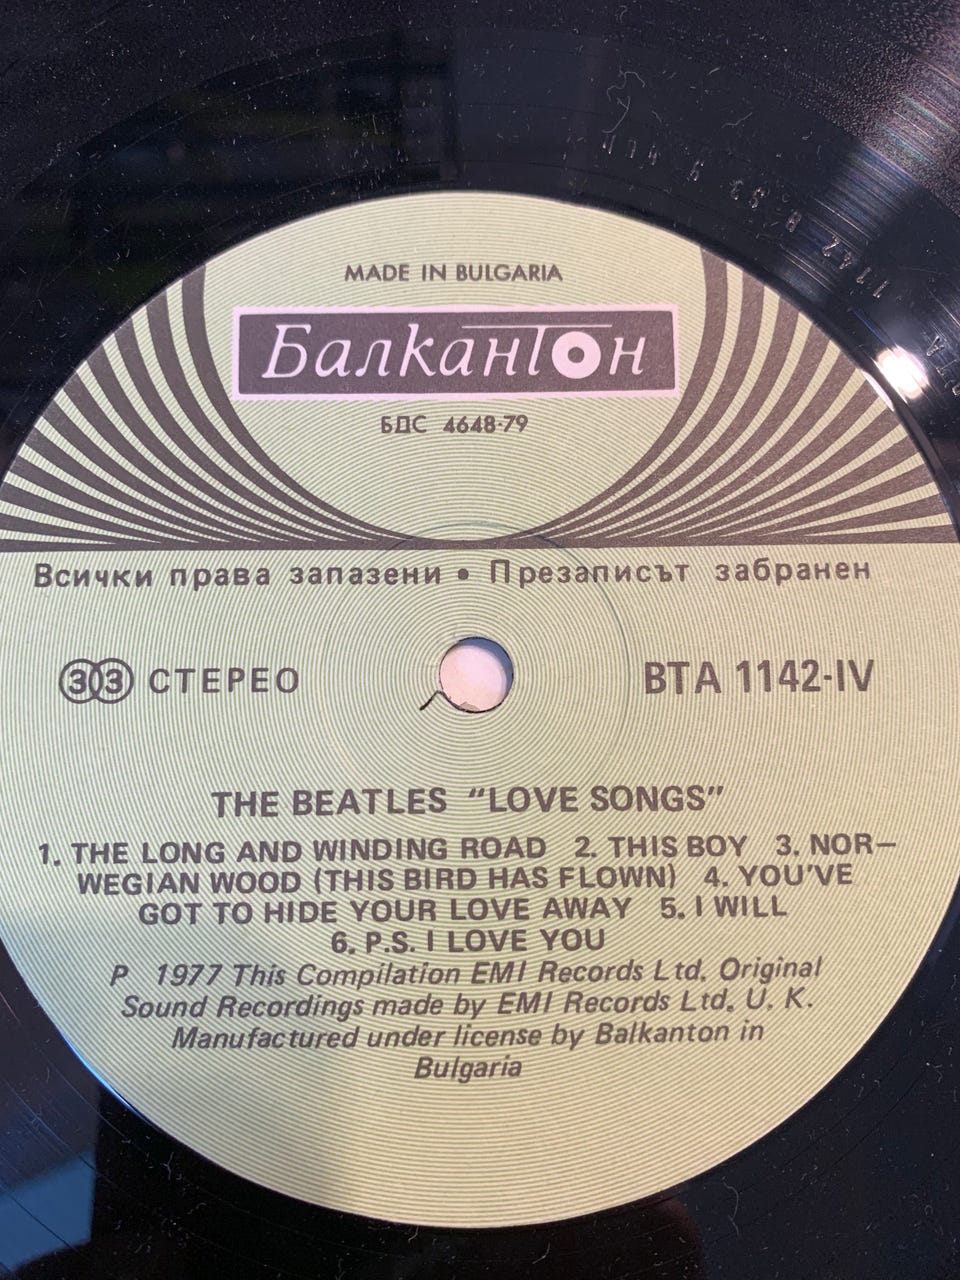 MADE IN BULGARIA
Балкантон
БДС 4648-79
Всички права запазени • Презаписът забранен
33 СТЕРЕО
ВТА 1142-IV
THE BEATLES “LOVE SONGS”
1. THE LONG AND WINDING ROAD 2. THIS BOY 3. NOR–
WEGIAN WOOD (THIS BIRD HAS FLOWN) 4. YOU'VE
GOT TO HIDE YOUR LOVE AWAY 5. I WILL
6. P.S. I LOVE YOU
P 1977 This Compilation EMI Records Ltd. Original
Sound Recordings made by EMI Records Ltd. U. K.
Manufactured under license by Balkanton in
Bulgaria